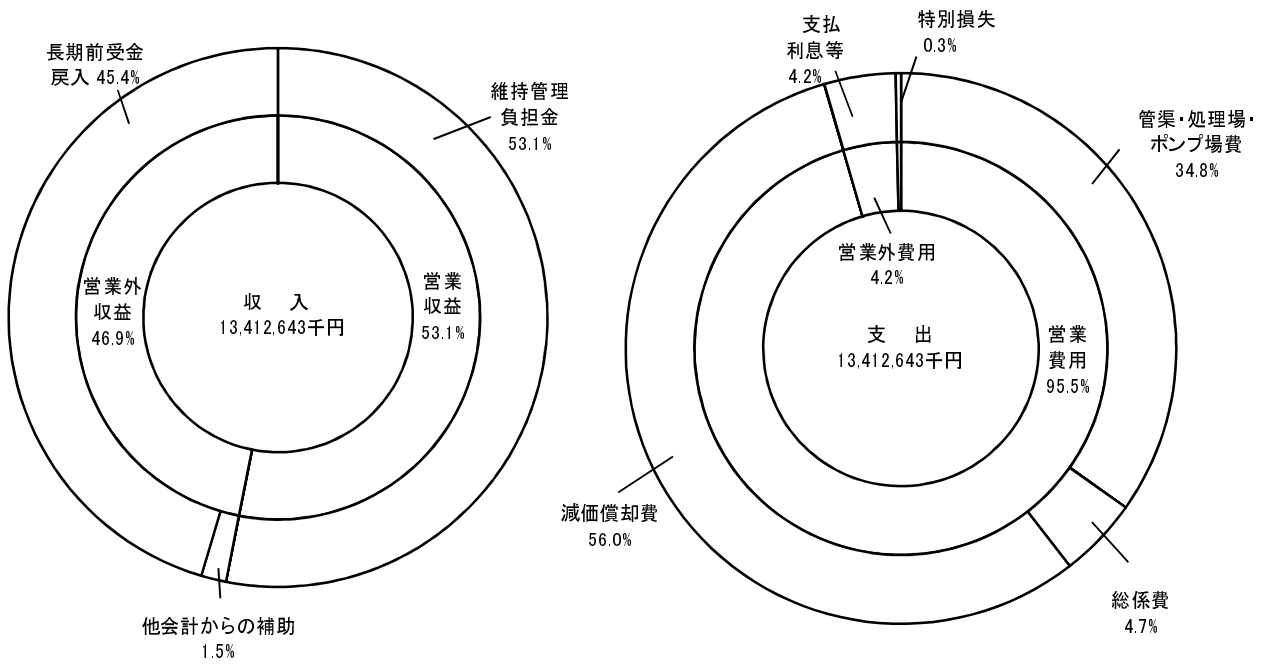 長期前受金
戻入 45.4%
維持管理
負担金
53.1%
営業外
収益
46.9%
収 入
13,412,643千円
営業
収益
53.1%
他会計からの補助
1.5%
支払
利息等
4.2%
特別損失
0.3%
管渠・処理場・
ポンプ場費
34.8%
営業外費用
4.2%
支 出
13,412,643千円
営業
費用
95.5%
減価償却費
56.0%
総係費
4.7%